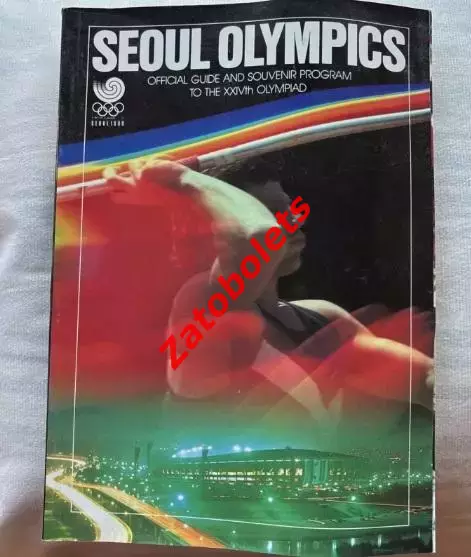 SEOUL OLYMPICS
OFFICIAL GUIDE AND SOUVENIR PROGRAM
TO THE XXIVth OLYMPIAD
SEOUL 1988
Zatobolets